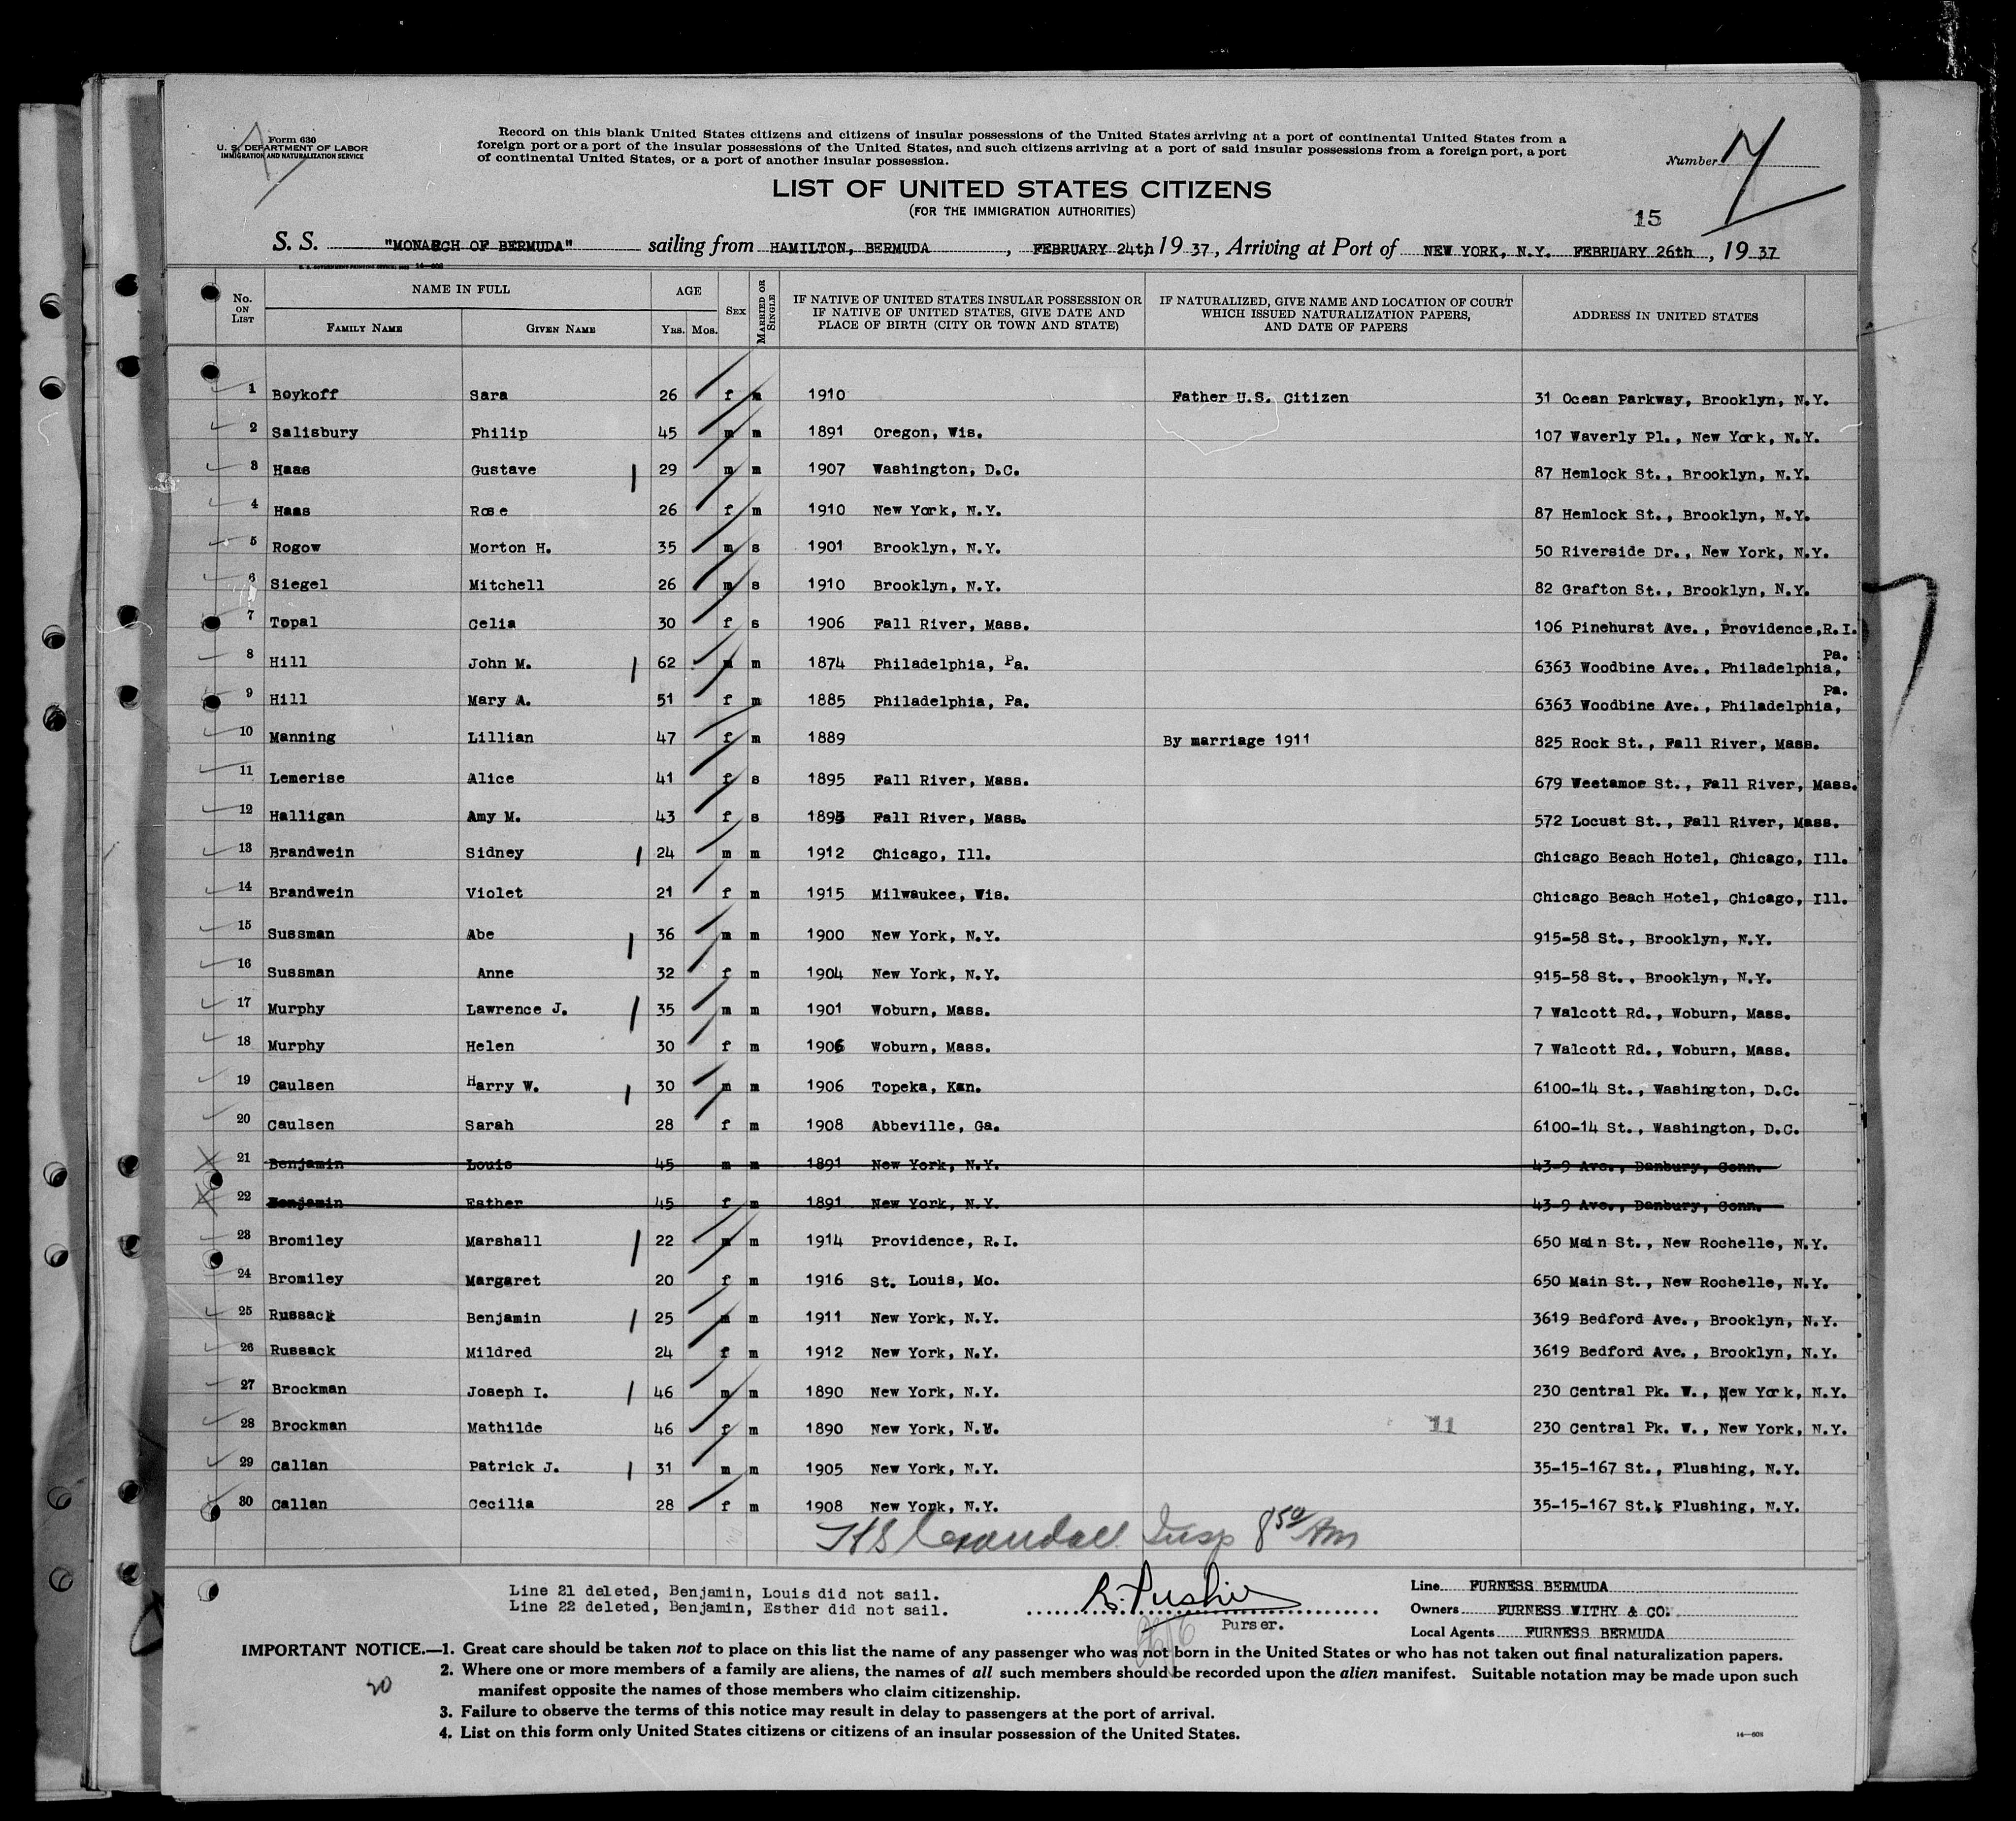 Form 630
U. S. DEPARTMENT OF LABOR
IMMIGRATION AND NATURALIZATION SERVICE
Record on this blank United States citizens and citizens of insular possessions of the United States arriving at a port of continental United States from a
foreign port or a port of the insular possessions of the United States, and such citizens arriving at a port of said insular possessions from a foreign port, a port
of continental United States, or a port of another insular possession.
Number
LIST OF UNITED STATES CITIZENS
(FOR THE IMMIGRATION AUTHORITIES)
15
S. S. "MONARCH OF BERMUDA" sailing from HAMILTON, BERMUDA, FEBRUARY 24th 1937, Arriving at Port of NEW YORK, N.Y. FEBRUARY 26th, 1937
No. ON LIST NAME IN FULL FAMILY NAME GIVEN NAME AGE YRS. MOS. SEX MARRIED OR SINGLE IF NATIVE OF UNITED STATES INSULAR POSSESSION OR IF NATIVE OF UNITED STATES, GIVE DATE AND PLACE OF BIRTH (CITY OR TOWN AND STATE) IF NATURALIZED, GIVE NAME AND LOCATION OF COURT WHICH ISSUED NATURALIZATION PAPERS, AND DATE OF PAPERS ADDRESS IN UNITED STATES
1 Boykoff Sara 26 f m 1910 Father U.S. Citizen 31 Ocean Parkway, Brooklyn, N.Y.
2 Salisbury Philip 45 m m 1891 Oregon, Wis. 107 Waverly Pl., New York, N.Y.
3 Haas Gustave 29 m m 1907 Washington, D.C. 87 Hemlock St., Brooklyn, N.Y.
4 Haas Rose 26 f m 1910 New York, N.Y. 87 Hemlock St., Brooklyn, N.Y.
5 Rogow Morton H. 35 m s 1901 Brooklyn, N.Y. 50 Riverside Dr., New York, N.Y.
6 Siegel Mitchell 26 m s 1910 Brooklyn, N.Y. 82 Grafton St., Brooklyn, N.Y.
7 Topal Celia 30 f s 1906 Fall River, Mass. 106 Pinehurst Ave., Providence,R.I.
8 Hill John M. 62 m m 1874 Philadelphia, Pa. 6363 Woodbine Ave., Philadelphia, Pa.
9 Hill Mary A. 51 f m 1885 Philadelphia, Pa. 6363 Woodbine Ave., Philadelphia, Pa.
10 Manning Lillian 47 f m 1889 By marriage 1911 825 Rock St., Fall River, Mass.
11 Lemerise Alice 41 f s 1895 Fall River, Mass. 679 Weetamoe St., Fall River, Mass.
12 Halligan Amy M. 43 f s 1893 Fall River, Mass. 572 Locust St., Fall River, Mass.
13 Brandwein Sidney 24 m m 1912 Chicago, Ill. Chicago Beach Hotel, Chicago, Ill.
14 Brandwein Violet 21 f m 1915 Milwaukee, Wis. Chicago Beach Hotel, Chicago, Ill.
15 Sussman Abe 36 m m 1900 New York, N.Y. 915-58 St., Brooklyn, N.Y.
16 Sussman Anne 32 f m 1904 New York, N.Y. 915-58 St., Brooklyn, N.Y.
17 Murphy Lawrence J. 35 m m 1901 Woburn, Mass. 7 Walcott Rd., Woburn, Mass.
18 Murphy Helen 30 f m 1906 Woburn, Mass. 7 Walcott Rd., Woburn, Mass.
19 Caulsen Harry W. 30 m m 1906 Topeka, Kan. 6100-14 St., Washington, D.C.
20 Caulsen Sarah 28 f m 1908 Abbeville, Ga. 6100-14 St., Washington, D.C.
21 Benjamin Louis 45 m m 1891 New York, N.Y. 43-9 Ave., Danbury, Conn.
22 Benjamin Esther 45 f m 1891 New York, N.Y. 43-9 Ave., Danbury, Conn.
23 Bromiley Marshall 22 m m 1914 Providence, R.I. 650 Main St., New Rochelle, N.Y.
24 Bromiley Margaret 20 f m 1916 St. Louis, Mo. 650 Main St., New Rochelle, N.Y.
25 Russack Benjamin 25 m m 1911 New York, N.Y. 3619 Bedford Ave., Brooklyn, N.Y.
26 Russack Mildred 24 f m 1912 New York, N.Y. 3619 Bedford Ave., Brooklyn, N.Y.
27 Brockman Joseph I. 46 m m 1890 New York, N.Y. 230 Central Pk. W., New York, N.Y.
28 Brockman Mathilde 46 f m 1890 New York, N.Y. 11 230 Central Pk. W., New York, N.Y.
29 Callan Patrick J. 31 m m 1905 New York, N.Y. 35-15-167 St., Flushing, N.Y.
30 Callan Cecilia 28 f m 1908 New York, N.Y. 35-15-167 St., Flushing, N.Y.
Insp 8 50 Am
Line 21 deleted, Benjamin, Louis did not sail.
Line 22 deleted, Benjamin, Esther did not sail.
Purser.
Line FURNESS BERMUDA
Owners FURNESS WITHY & CO.
Local Agents FURNESS BERMUDA
IMPORTANT NOTICE.—1. Great care should be taken not to place on this list the name of any passenger who was not born in the United States or who has not taken out final naturalization papers.
2. Where one or more members of a family are aliens, the names of all such members should be recorded upon the alien manifest. Suitable notation may be made upon such
manifest opposite the names of those members who claim citizenship.
3. Failure to observe the terms of this notice may result in delay to passengers at the port of arrival.
4. List on this form only United States citizens or citizens of an insular possession of the United States.
20
14—608